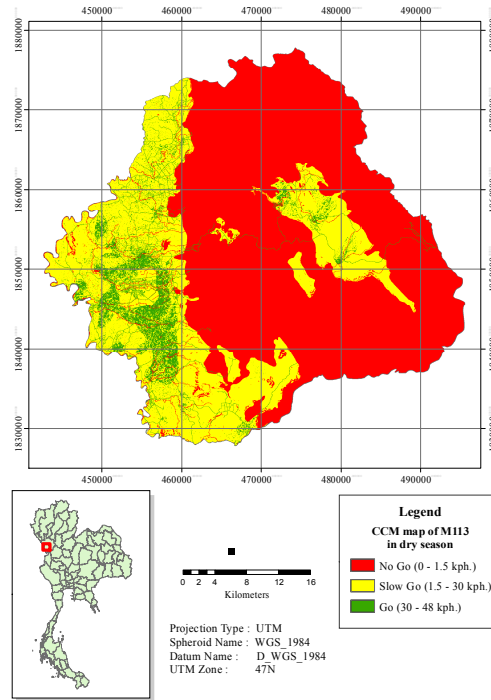 450000 460000 470000 480000 490000
1880000
1870000
1860000
1850000
1840000
1830000
450000 460000 470000 480000 490000
Legend
CCM map of M113
in dry season
No Go (0 - 1.5 kph.)
Slow Go (1.5 - 30 kph.)
Go (30 - 48 kph.)
0 2 4 8 12 16
Kilometers
Projection Type : UTM
Spheroid Name : WGS_1984
Datum Name : D_WGS_1984
UTM Zone : 47N